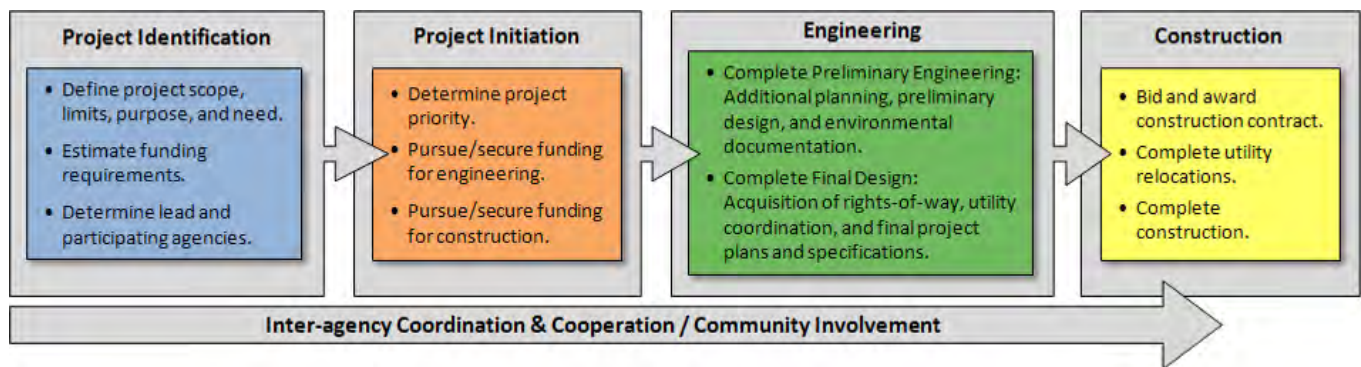 Project Identification
• Define project scope,
limits, purpose, and need.
• Estimate funding
requirements.
• Determine lead and
participating agencies.
Project Initiation
• Determine project
priority.
• Pursue/secure funding
for engineering.
• Pursue/secure funding
for construction.
Engineering
• Complete Preliminary Engineering:
Additional planning, preliminary
design, and environmental
documentation.
• Complete Final Design:
Acquisition of rights-of-way, utility
coordination, and final project
plans and specifications.
Construction
• Bid and award
construction contract.
• Complete utility
relocations.
• Complete
construction.
Inter-agency Coordination & Cooperation / Community Involvement